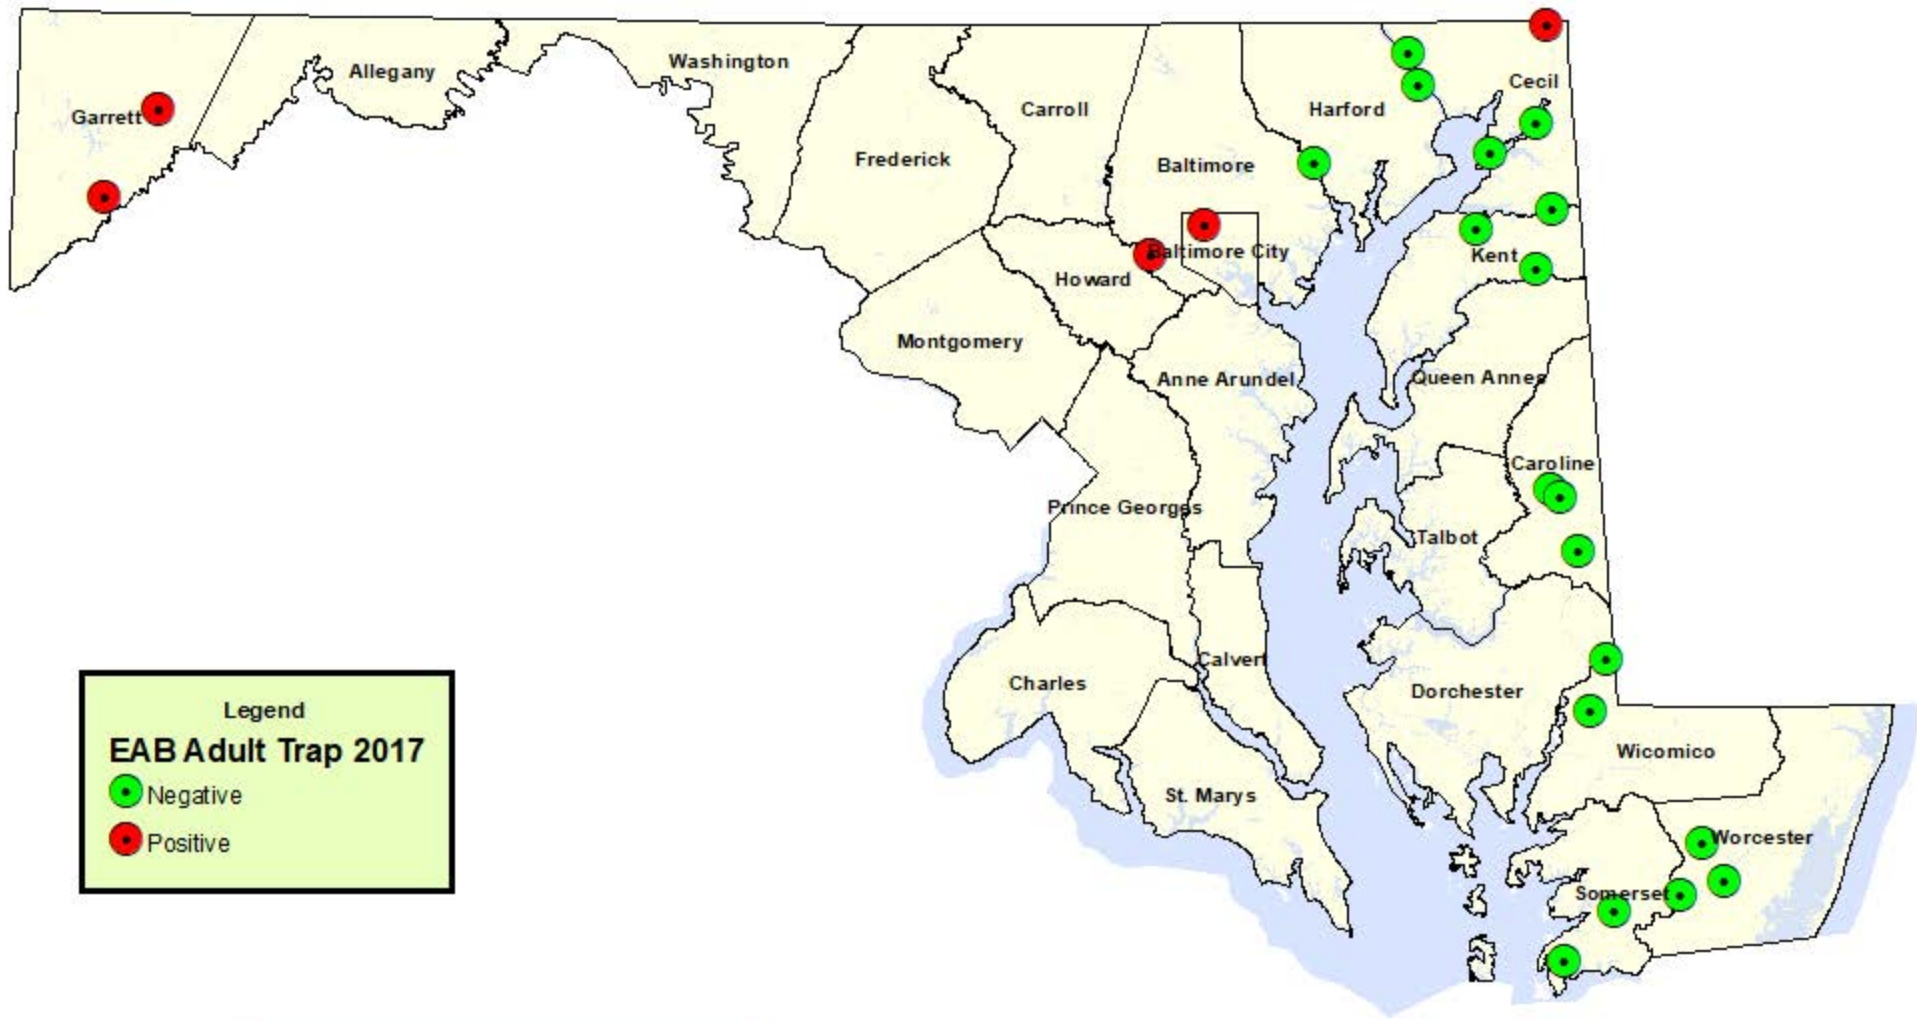 Allegany
Washington
Garrett
Carroll
Harford
Cecil
Frederick
Baltimore
Baltimore City
Howard
Kent
Montgomery
Anne Arundel
Queen Annes
Caroline
Prince Georges
Talbot
Calvert
Charles
Dorchester
Wicomico
St. Marys
Worcester
Somerset
Legend
EAB Adult Trap 2017
Negative
Positive